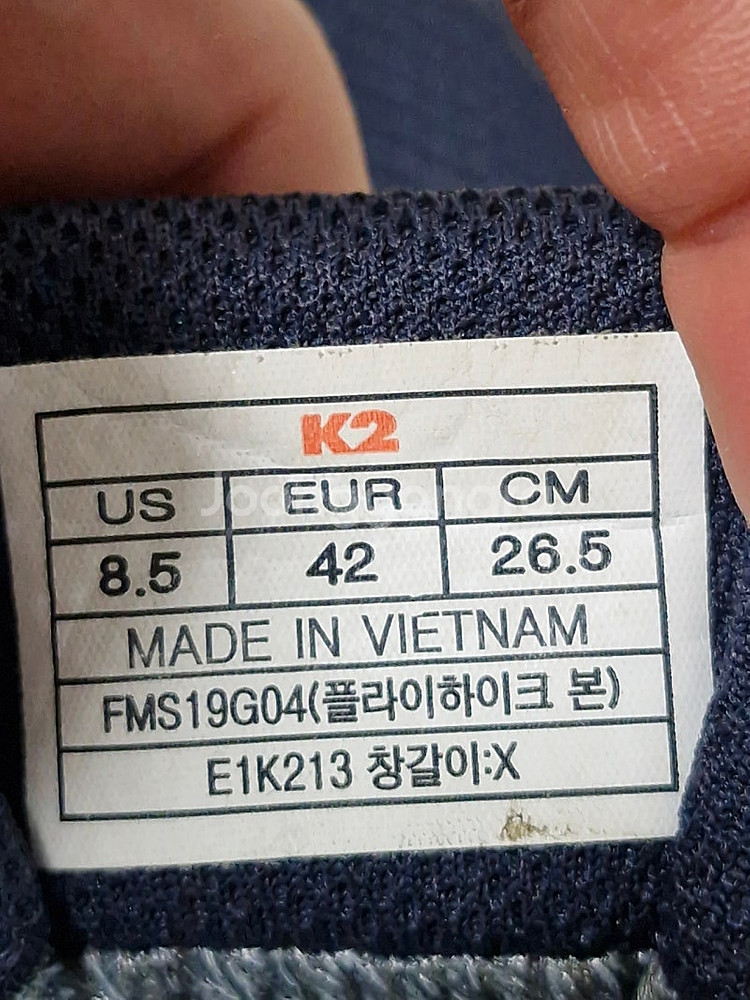 K2
US EUR CM
8.5 42 26.5
MADE IN VIETNAM
FMS19G04(플라이하이크 본)
E1K213 창갈이:X